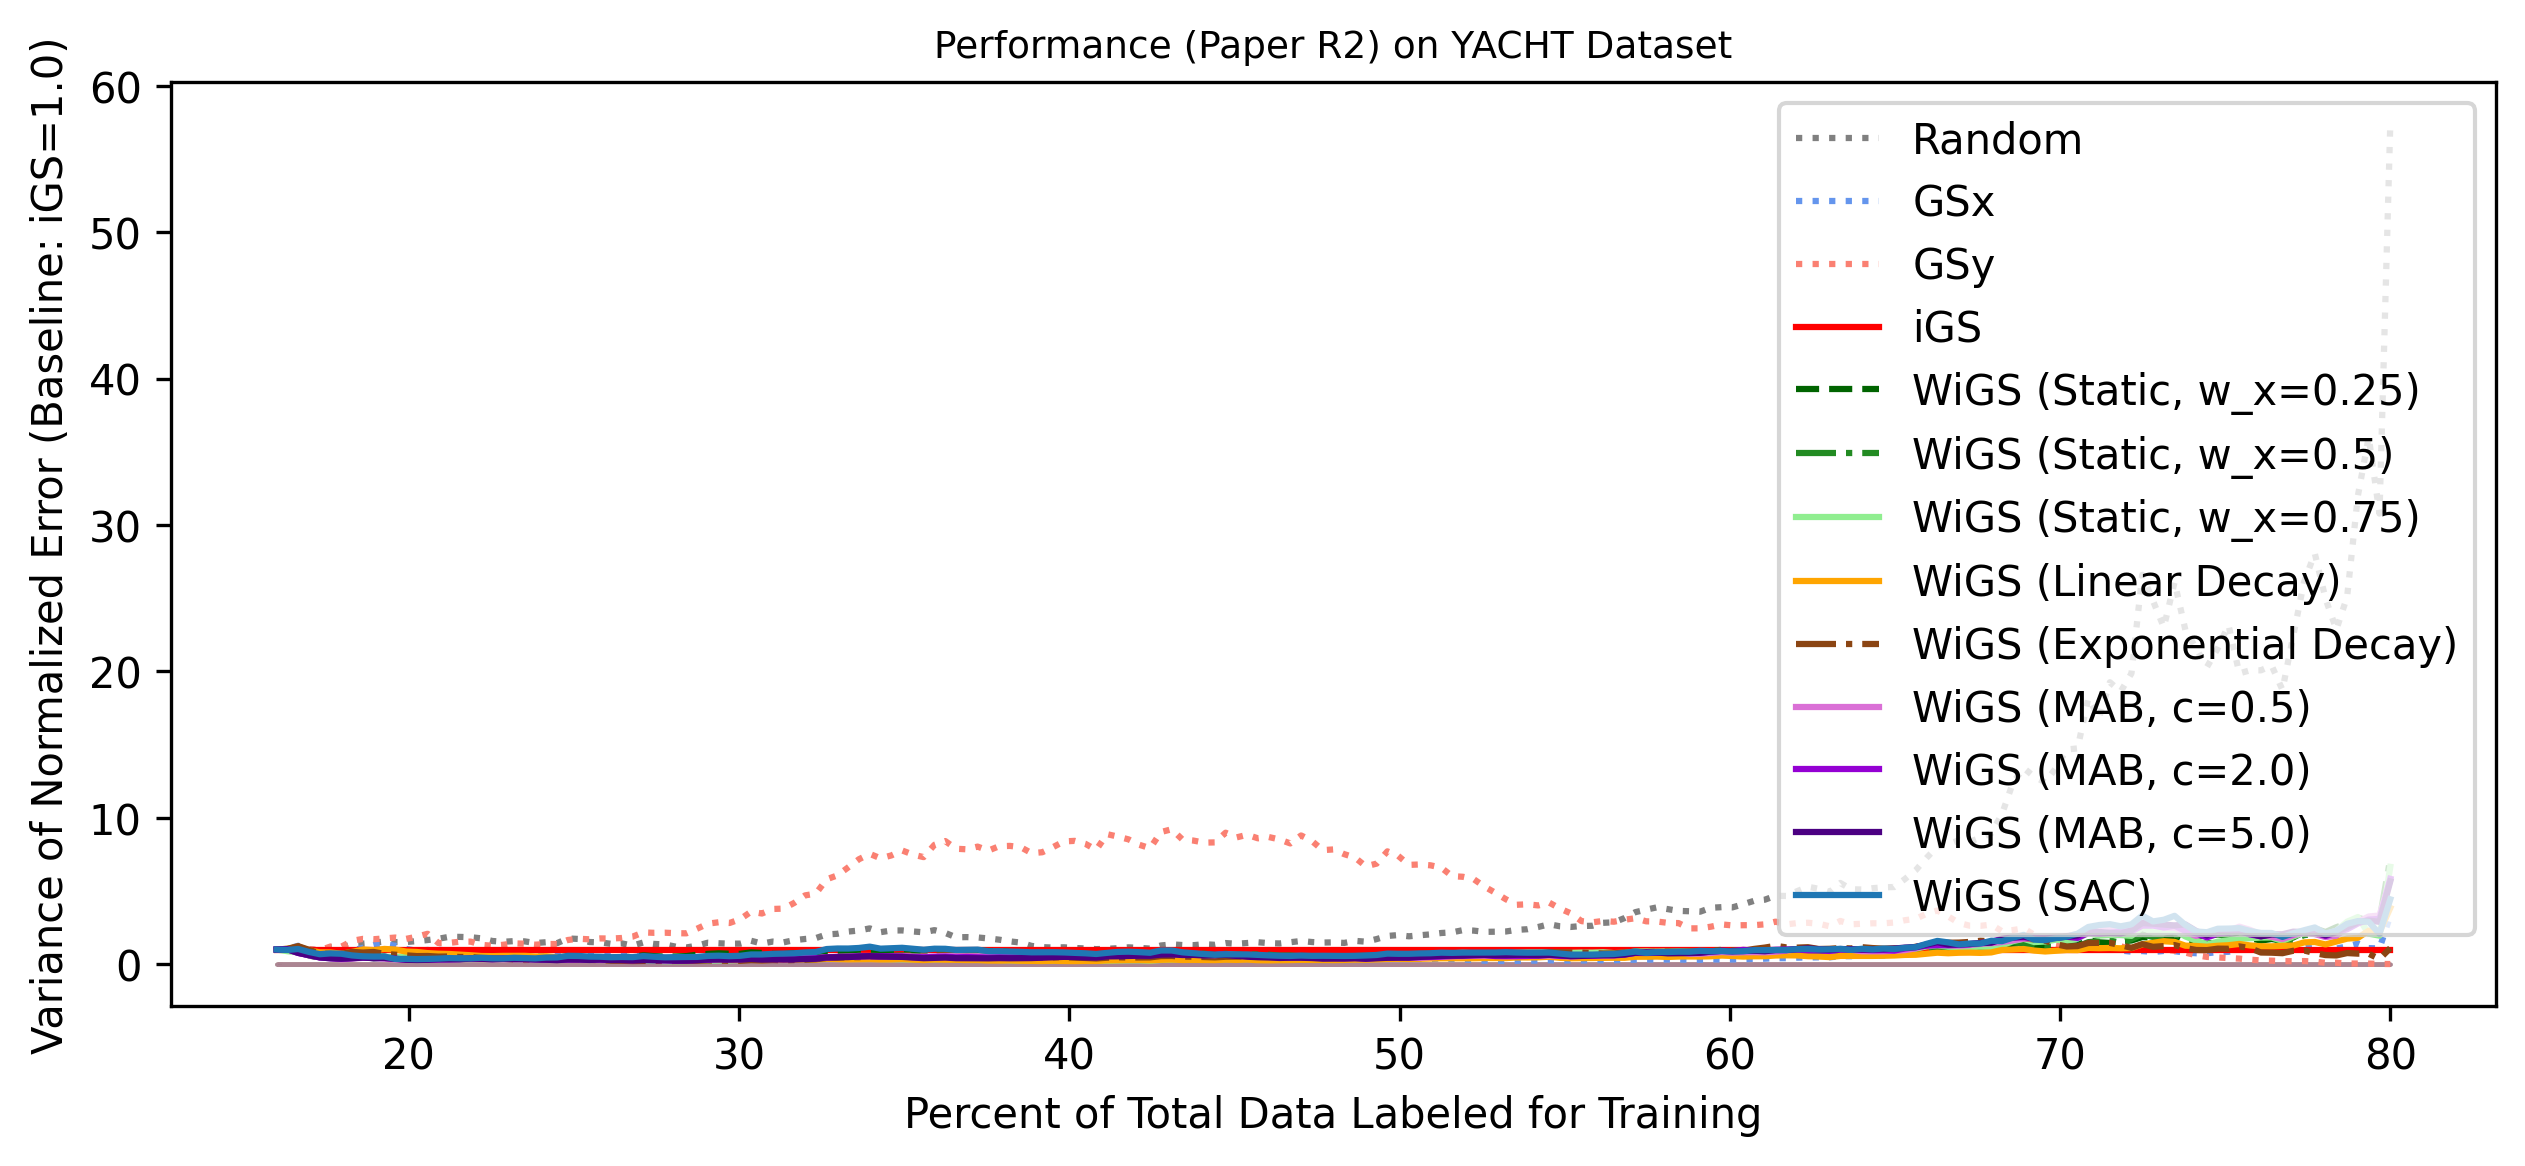 Performance (Paper R2) on YACHT Dataset
Variance of Normalized Error (Baseline: iGS=1.0)
60
50
40
30
20
10
0
Random
GSx
GSy
iGS
WiGS (Static, w_x=0.25)
WiGS (Static, w_x=0.5)
WiGS (Static, w_x=0.75)
WiGS (Linear Decay)
WiGS (Exponential Decay)
WiGS (MAB, c=0.5)
WiGS (MAB, c=2.0)
WiGS (MAB, c=5.0)
WiGS (SAC)
20 30 40 50 60 70 80
Percent of Total Data Labeled for Training